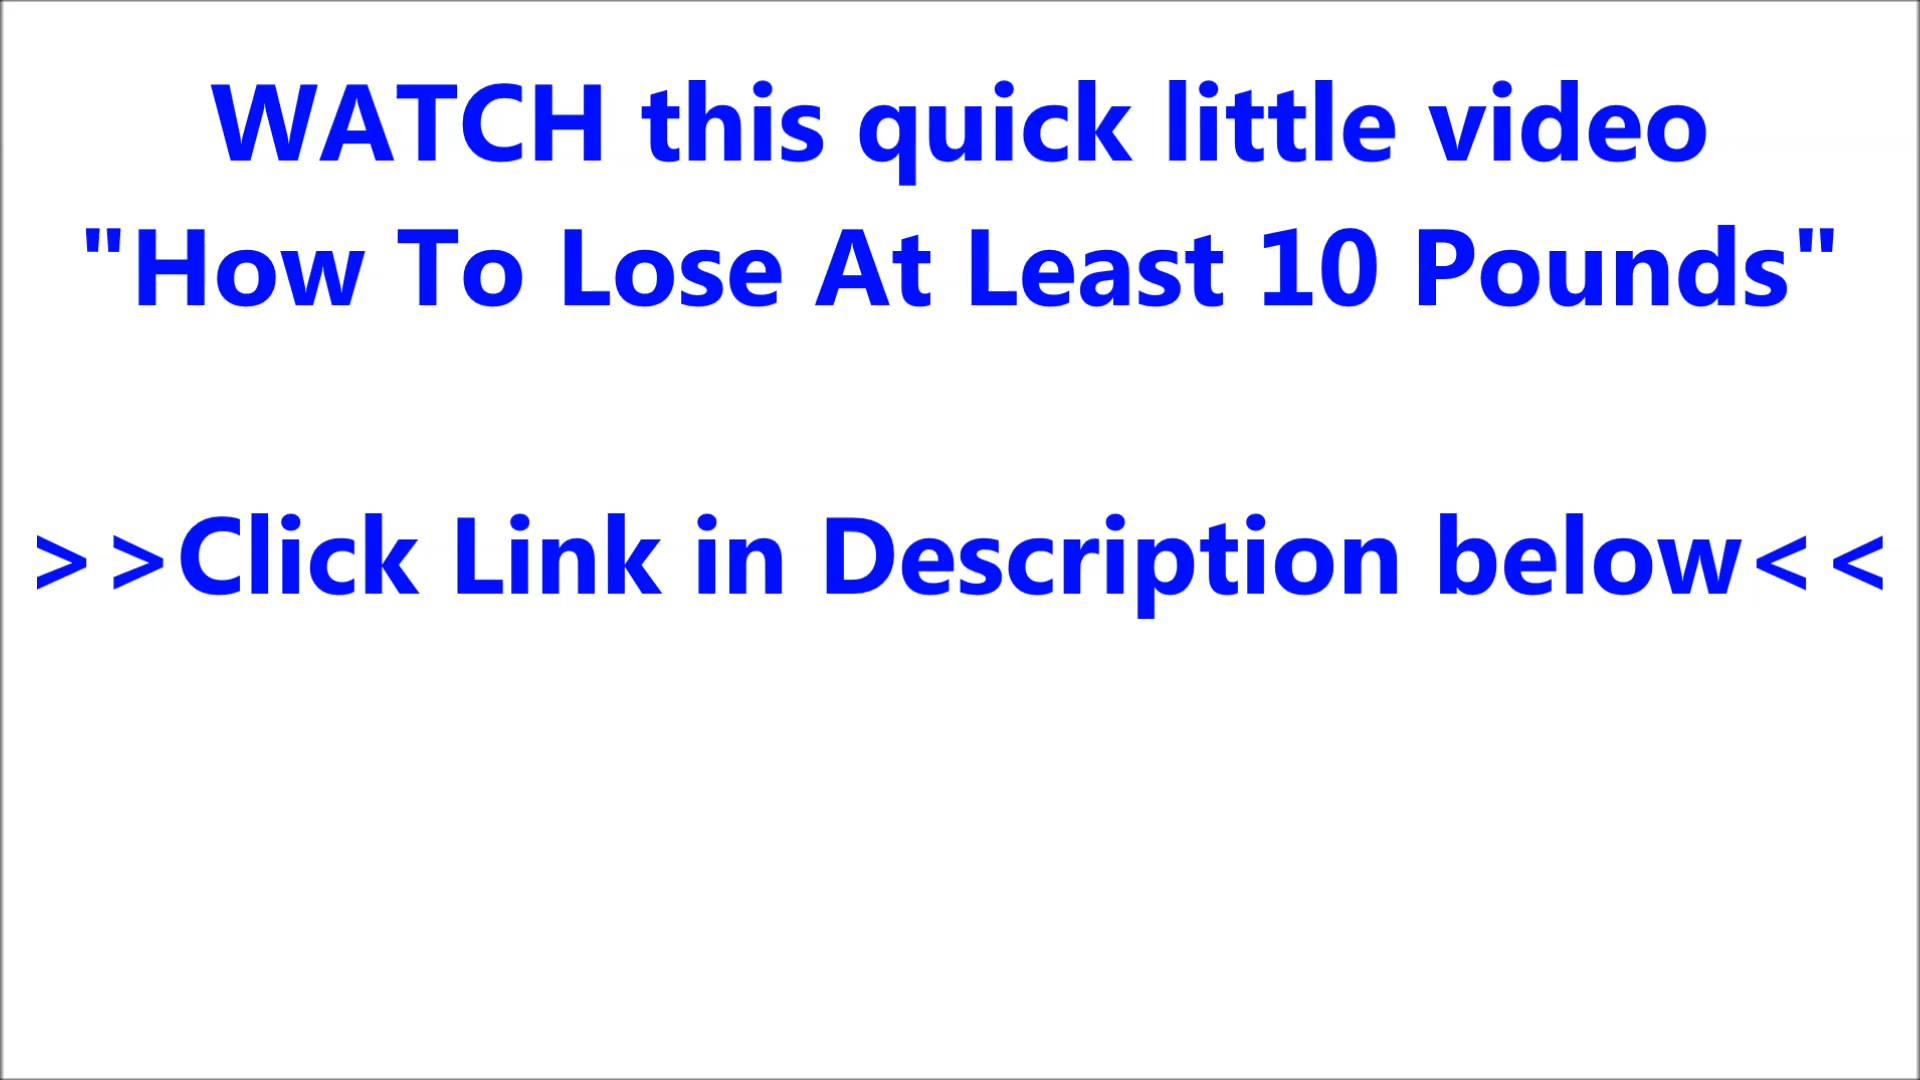 WATCH this quick little video
"How To Lose At Least 10 Pounds"
>>Click Link in Description below<<